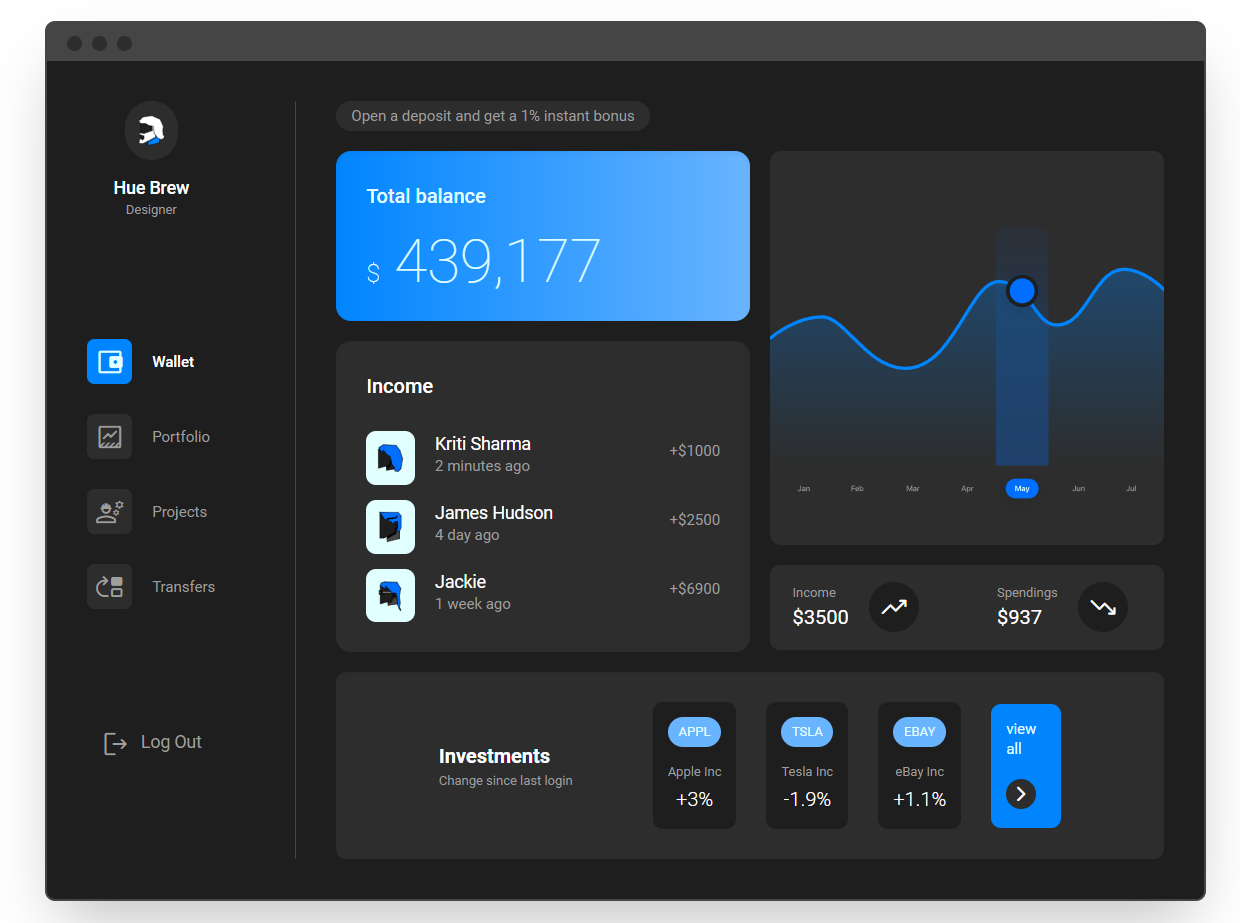 Hue Brew
Designer
Wallet
Portfolio
Projects
Transfers
Log Out
Open a deposit and get a 1% instant bonus
Total balance
$ 439,177
Income
Kriti Sharma
2 minutes ago
+$1000
James Hudson
4 day ago
+$2500
Jackie
1 week ago
+$6900
Jan Feb Mar Apr May Jun Jul
Income
$3500
Spendings
$937
Investments
Change since last login
APPL
Apple Inc
+3%
TSLA
Tesla Inc
-1.9%
EBAY
eBay Inc
+1.1%
view
all